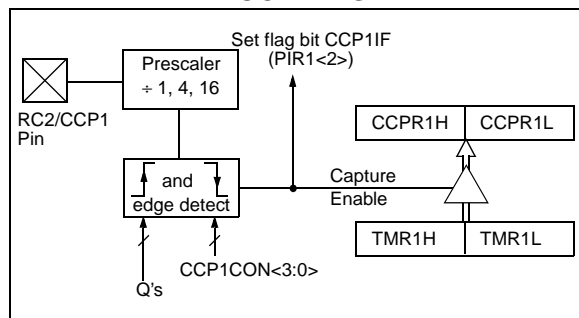 Set flag bit CCP1IF
(PIR1<2>)
Prescaler
÷ 1, 4, 16
RC2/CCP1
Pin
CCPR1H
CCPR1L
and
edge detect
Capture
Enable
TMR1H
TMR1L
CCP1CON<3:0>
Q's